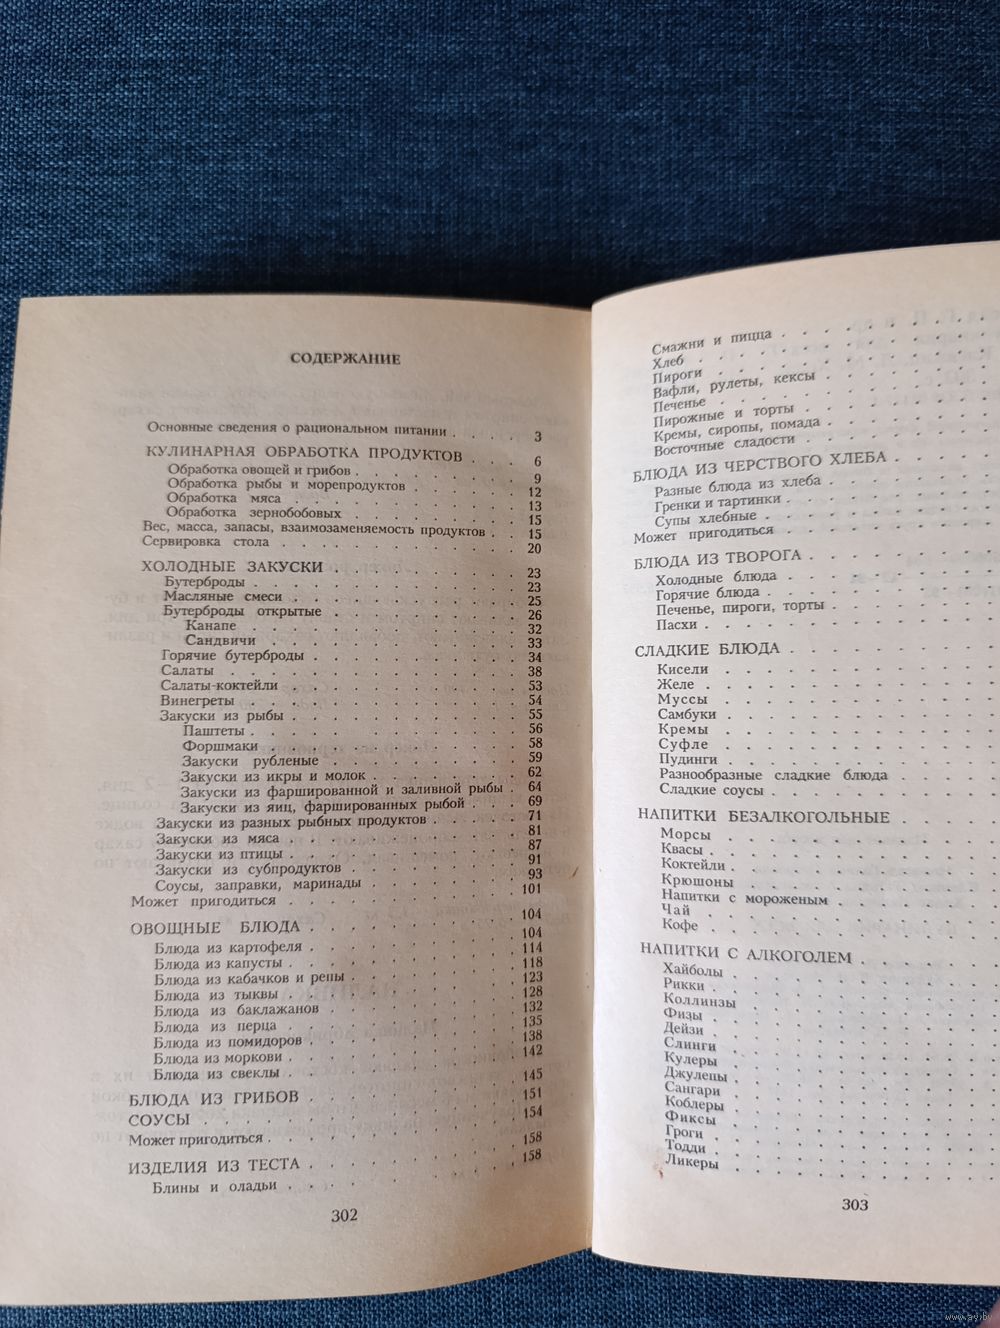 СОДЕРЖАНИЕ
Основные сведения о рациональном питании . . . . 3
КУЛИНАРНАЯ ОБРАБОТКА ПРОДУКТОВ . . . 6
Обработка овощей и грибов . . . . . . . . 9
Обработка рыбы и морепродуктов . . . . . . 12
Обработка мяса . . . . . . . . . . . 13
Обработка зернобобовых . . . . . . . . . 15
Вес, масса, запасы, взаимозаменяемость продуктов . . 15
Сервировка стола . . . . . . . . . . . 20
ХОЛОДНЫЕ ЗАКУСКИ . . . . . . . . . 23
Бутерброды . . . . . . . . . . . . 23
Масляные смеси . . . . . . . . . . . 25
Бутерброды открытые . . . . . . . . . 26
Канапе . . . . . . . . . . . . 32
Сандвичи . . . . . . . . . . . 33
Горячие бутерброды . . . . . . . . . 34
Салаты . . . . . . . . . . . . . 38
Салаты-коктейли . . . . . . . . . . 53
Винегреты . . . . . . . . . . . . 54
Закуски из рыбы . . . . . . . . . . 55
Паштеты . . . . . . . . . . . 56
Форшмаки . . . . . . . . . . . 58
Закуски рубленые . . . . . . . . . 59
Закуски из икры и молок . . . . . . . 62
Закуски из фаршированной и заливной рыбы . 64
Закуски из яиц, фаршированных рыбой . . . 69
Закуски из разных рыбных продуктов . . . . . 71
Закуски из мяса . . . . . . . . . . 81
Закуски из птицы . . . . . . . . . . 87
Закуски из субпродуктов . . . . . . . . 91
Соусы, заправки, маринады . . . . . . . 93
Может пригодиться . . . . . . . . . . 101
ОВОЩНЫЕ БЛЮДА . . . . . . . . . . 104
Блюда из картофеля . . . . . . . . . 104
Блюда из капусты . . . . . . . . . . 114
Блюда из кабачков и репы . . . . . . . 118
Блюда из тыквы . . . . . . . . . . 123
Блюда из баклажанов . . . . . . . . . 128
Блюда из перца . . . . . . . . . . 132
Блюда из помидоров . . . . . . . . . 135
Блюда из моркови . . . . . . . . . . 138
Блюда из свеклы . . . . . . . . . . 142
БЛЮДА ИЗ ГРИБОВ . . . . . . . . . . 145
СОУСЫ . . . . . . . . . . . . . . 151
Может пригодиться . . . . . . . . . . . 154
ИЗДЕЛИЯ ИЗ ТЕСТА . . . . . . . . . . 158
Блины и оладьи . . . . . . . . . . . 158
302
Смажни и пицца . . . . . . . .
Хлеб . . . . . . . . . . .
Пироги . . . . . . . . . .
Вафли, рулеты, кексы . . . . . .
Печенье . . . . . . . . . .
Пирожные и торты . . . . . . .
Кремы, сиропы, помада . . . . . .
Восточные сладости . . . . . . .
БЛЮДА ИЗ ЧЕРСТВОГО ХЛЕБА . . . .
Разные блюда из хлеба . . . . . .
Гренки и тартинки . . . . . . . .
Супы хлебные . . . . . . . . .
Может пригодиться . . . . . . . .
БЛЮДА ИЗ ТВОРОГА . . . . . . .
Холодные блюда . . . . . . . .
Горячие блюда . . . . . . . . .
Печенье, пироги, торты . . . . . .
Пасхи . . . . . . . . . . .
СЛАДКИЕ БЛЮДА . . . . . . . .
Кисели . . . . . . . . . . .
Желе . . . . . . . . . . .
Муссы . . . . . . . . . . .
Самбуки . . . . . . . . . .
Кремы . . . . . . . . . . .
Суфле . . . . . . . . . . .
Пудинги . . . . . . . . . .
Разнообразные сладкие блюда . . . .
Сладкие соусы . . . . . . . . .
НАПИТКИ БЕЗАЛКОГОЛЬНЫЕ . . . .
Морсы . . . . . . . . . . .
Квасы . . . . . . . . . . .
Коктейли . . . . . . . . . .
Крюшоны . . . . . . . . . .
Напитки с мороженым . . . . . .
Чай . . . . . . . . . . . .
Кофе . . . . . . . . . . .
НАПИТКИ С АЛКОГОЛЕМ . . . . . .
Хайболы . . . . . . . . . .
Рикки . . . . . . . . . . .
Коллинзы . . . . . . . . . .
Физы . . . . . . . . . . .
Дейзи . . . . . . . . . . .
Слинги . . . . . . . . . . .
Кулеры . . . . . . . . . . .
Джулепы . . . . . . . . . .
Сангари . . . . . . . . . .
Коблеры . . . . . . . . . .
Фиксы . . . . . . . . . . .
Гроги . . . . . . . . . . .
Тодди . . . . . . . . . . .
Ликеры . . . . . . . . . . .
303
www.ay.by